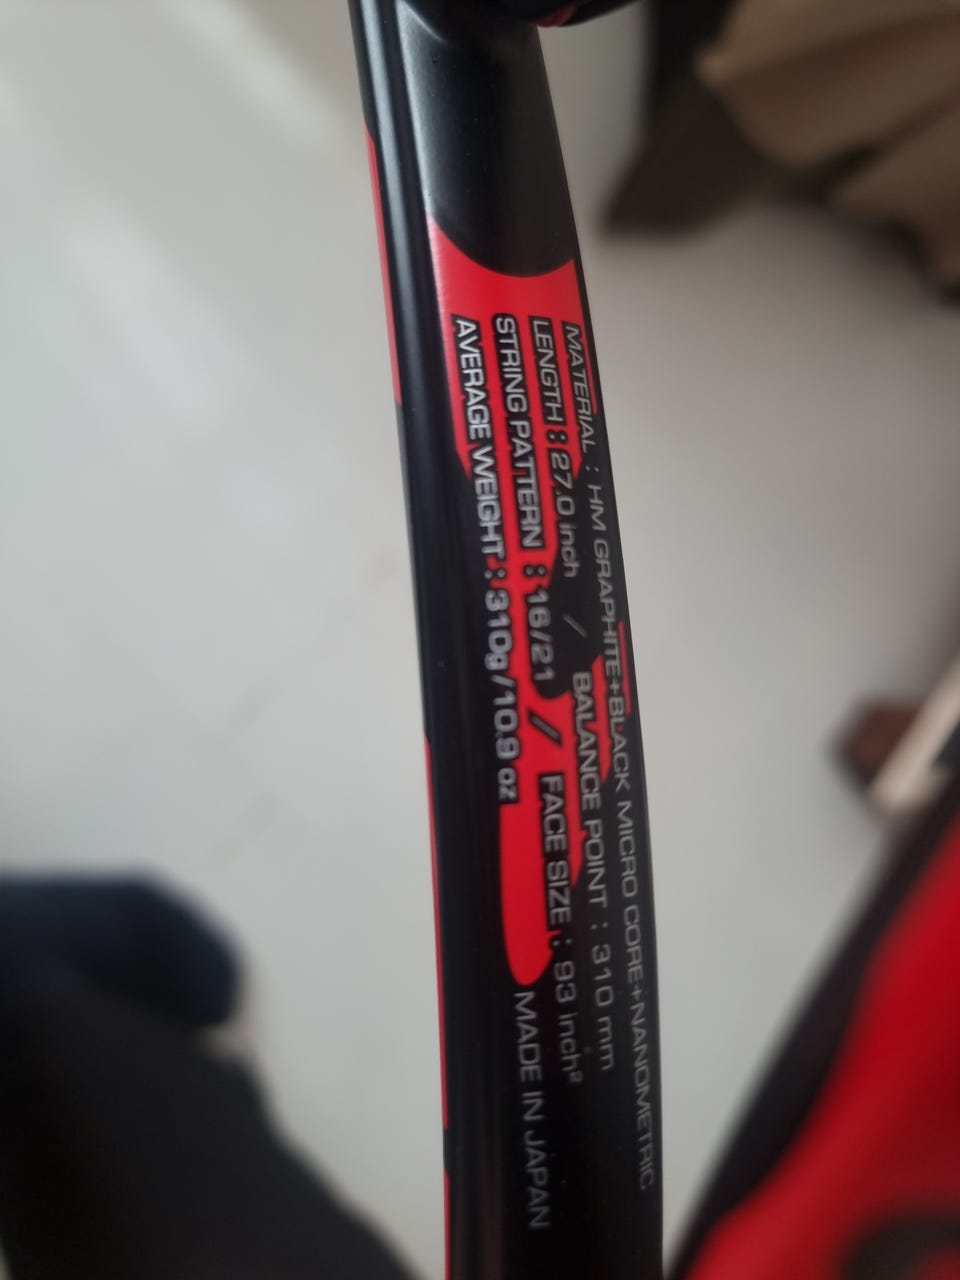 MATERIAL : HM GRAPHITE+BLACK MICRO CORE+NANOMETRIC
LENGTH : 27.0 inch / BALANCE POINT : 310 mm
STRING PATTERN : 16/21 / FACE SIZE : 93 inch²
AVERAGE WEIGHT : 310g/10.9 oz
MADE IN JAPAN